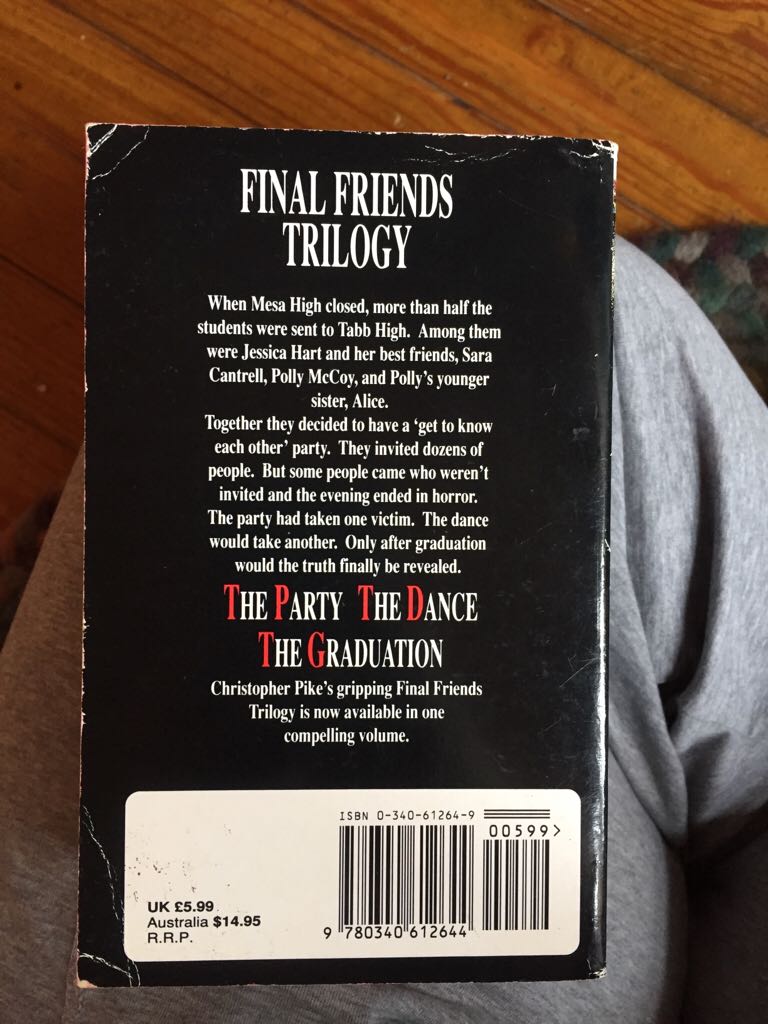 FINAL FRIENDS
TRILOGY
When Mesa High closed, more than half the
students were sent to Tabb High. Among them
were Jessica Hart and her best friends, Sara
Cantrell, Polly McCoy, and Polly's younger
sister, Alice.
Together they decided to have a 'get to know
each other' party. They invited dozens of
people. But some people came who weren't
invited and the evening ended in horror.
The party had taken one victim. The dance
would take another. Only after graduation
would the truth finally be revealed.
THE PARTY THE DANCE
THE GRADUATION
Christopher Pike's gripping Final Friends
Trilogy is now available in one
compelling volume.
ISBN 0-340-61264-9
00599>
UK £5.99
Australia $14.95
R.R.P.
9 780340 612644